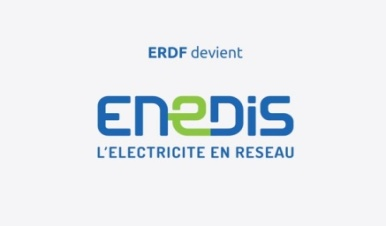 ERDF devient
ENEDIS
L'ELECTRICITE EN RESEAU